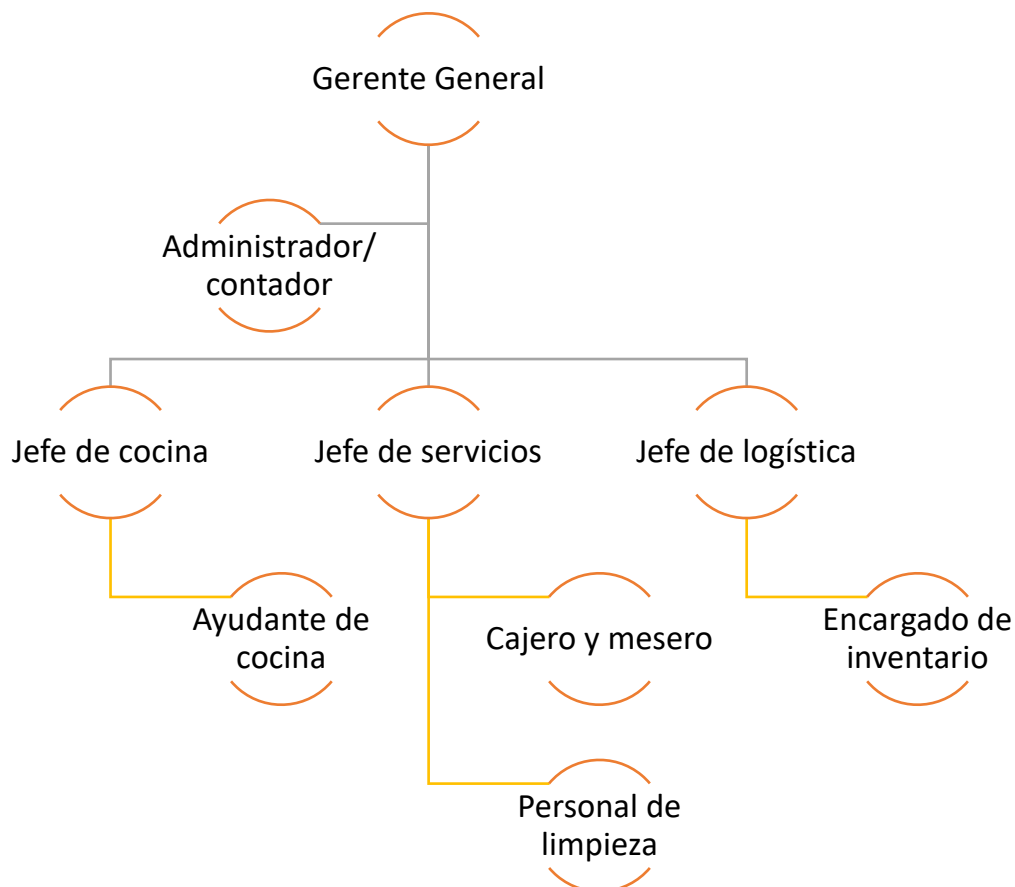 Gerente General
Administrador/
contador
Jefe de cocina
Jefe de servicios
Jefe de logística
Ayudante de
cocina
Cajero y mesero
Encargado de
inventario
Personal de
limpieza